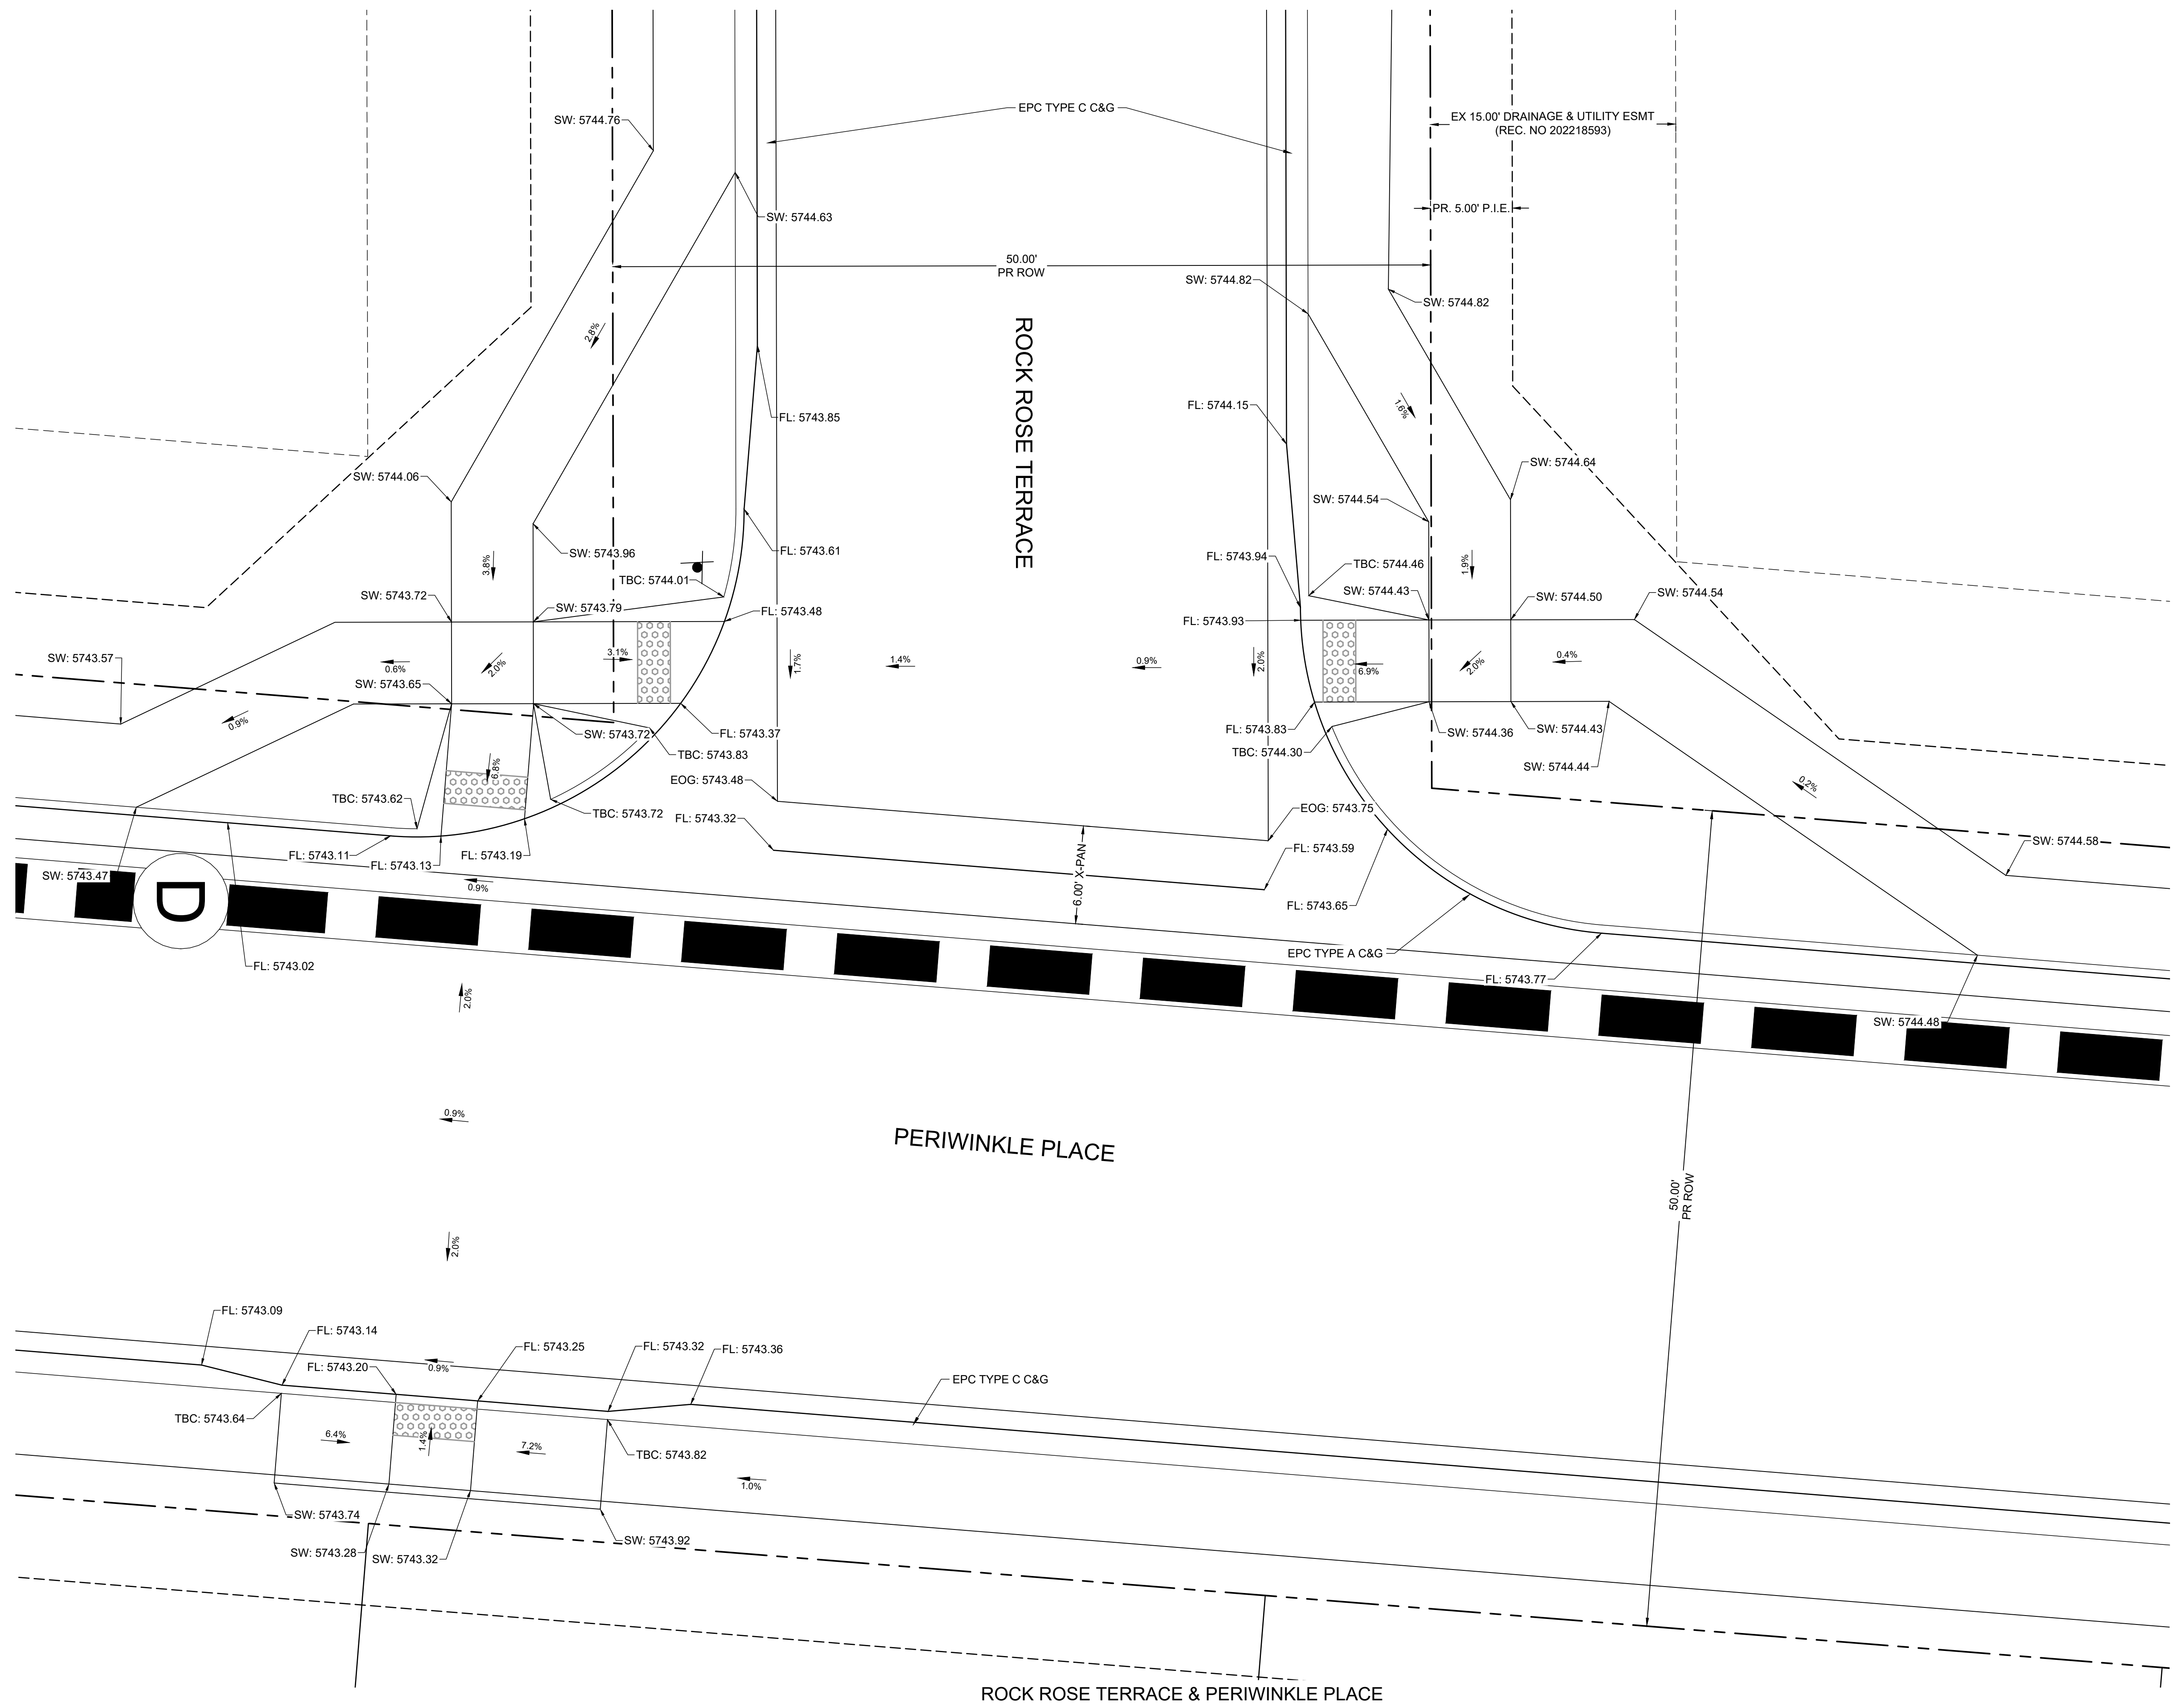 EPC TYPE C C&G
SW: 5744.76
EX 15.00' DRAINAGE & UTILITY ESMT
(REC. NO 202218593)
SW: 5744.63
PR. 5.00' P.I.E.
50.00'
PR ROW
SW: 5744.82
SW: 5744.82
2.8%
ROCK ROSE TERRACE
FL: 5744.15
1.6%
FL: 5743.85
SW: 5744.06
SW: 5744.64
SW: 5744.54
SW: 5743.96
FL: 5743.61
3.8%
FL: 5743.94
TBC: 5744.46
1.9%
TBC: 5744.01
SW: 5743.72
SW: 5743.79
FL: 5743.48
SW: 5744.43
SW: 5744.50
SW: 5744.54
FL: 5743.93
SW: 5743.57
0.6%
2.0%
3.1%
1.7%
1.4%
0.9%
2.0%
6.9%
2.0%
0.4%
SW: 5743.65
0.9%
SW: 5743.72
FL: 5743.37
FL: 5743.83
SW: 5744.36
SW: 5744.43
TBC: 5743.83
TBC: 5744.30
SW: 5744.44
6.8%
EOG: 5743.48
0.2%
TBC: 5743.62
TBC: 5743.72
FL: 5743.32
EOG: 5743.75
FL: 5743.11
FL: 5743.13
FL: 5743.19
FL: 5743.59
SW: 5744.58
SW: 5743.47
0.9%
6.00' X-PAN
D
FL: 5743.65
EPC TYPE A C&G
FL: 5743.02
FL: 5743.77
2.0%
SW: 5744.48
0.9%
PERIWINKLE PLACE
50.00'
PR ROW
2.0%
FL: 5743.09
FL: 5743.14
FL: 5743.25
FL: 5743.32
FL: 5743.36
FL: 5743.20
0.9%
EPC TYPE C C&G
TBC: 5743.64
6.4%
1.4%
7.2%
TBC: 5743.82
1.0%
SW: 5743.74
SW: 5743.28
SW: 5743.32
SW: 5743.92
ROCK ROSE TERRACE & PERIWINKLE PLACE